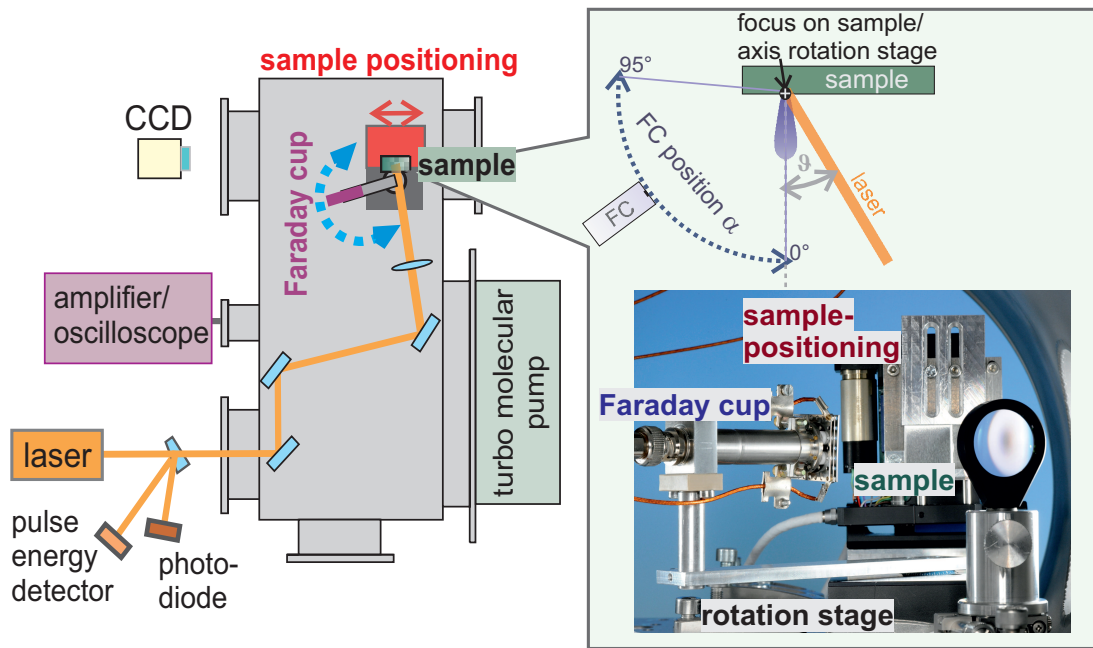 sample positioning
CCD
Faraday cup
sample
amplifier/
oscilloscope
turbo molecular
pump
laser
pulse
energy
detector
photo-
diode
focus on sample/
axis rotation stage
95°
sample
FC position α
FC
ϑ
laser
0°
sample-
positioning
Faraday cup
sample
rotation stage